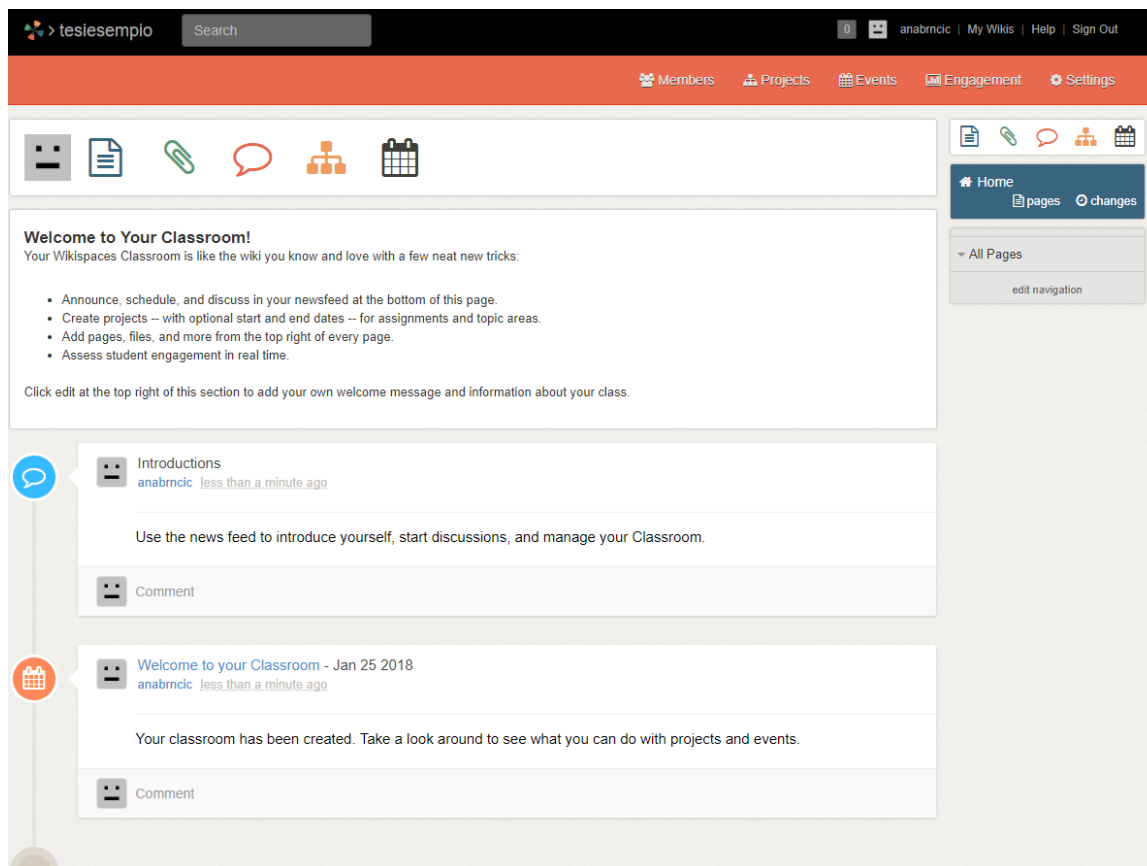 > tesiesempio
Search
0
anabrncic | My Wikis | Help | Sign Out
Members
Projects
Events
Engagement
Settings
Home
pages
changes
All Pages
edit navigation
Welcome to Your Classroom!
Your Wikispaces Classroom is like the wiki you know and love with a few neat new tricks:
• Announce, schedule, and discuss in your newsfeed at the bottom of this page.
• Create projects -- with optional start and end dates -- for assignments and topic areas.
• Add pages, files, and more from the top right of every page.
• Assess student engagement in real time.
Click edit at the top right of this section to add your own welcome message and information about your class.
Introductions
anabrncic less than a minute ago
Use the news feed to introduce yourself, start discussions, and manage your Classroom.
Comment
Welcome to your Classroom - Jan 25 2018
anabrncic less than a minute ago
Your classroom has been created. Take a look around to see what you can do with projects and events.
Comment